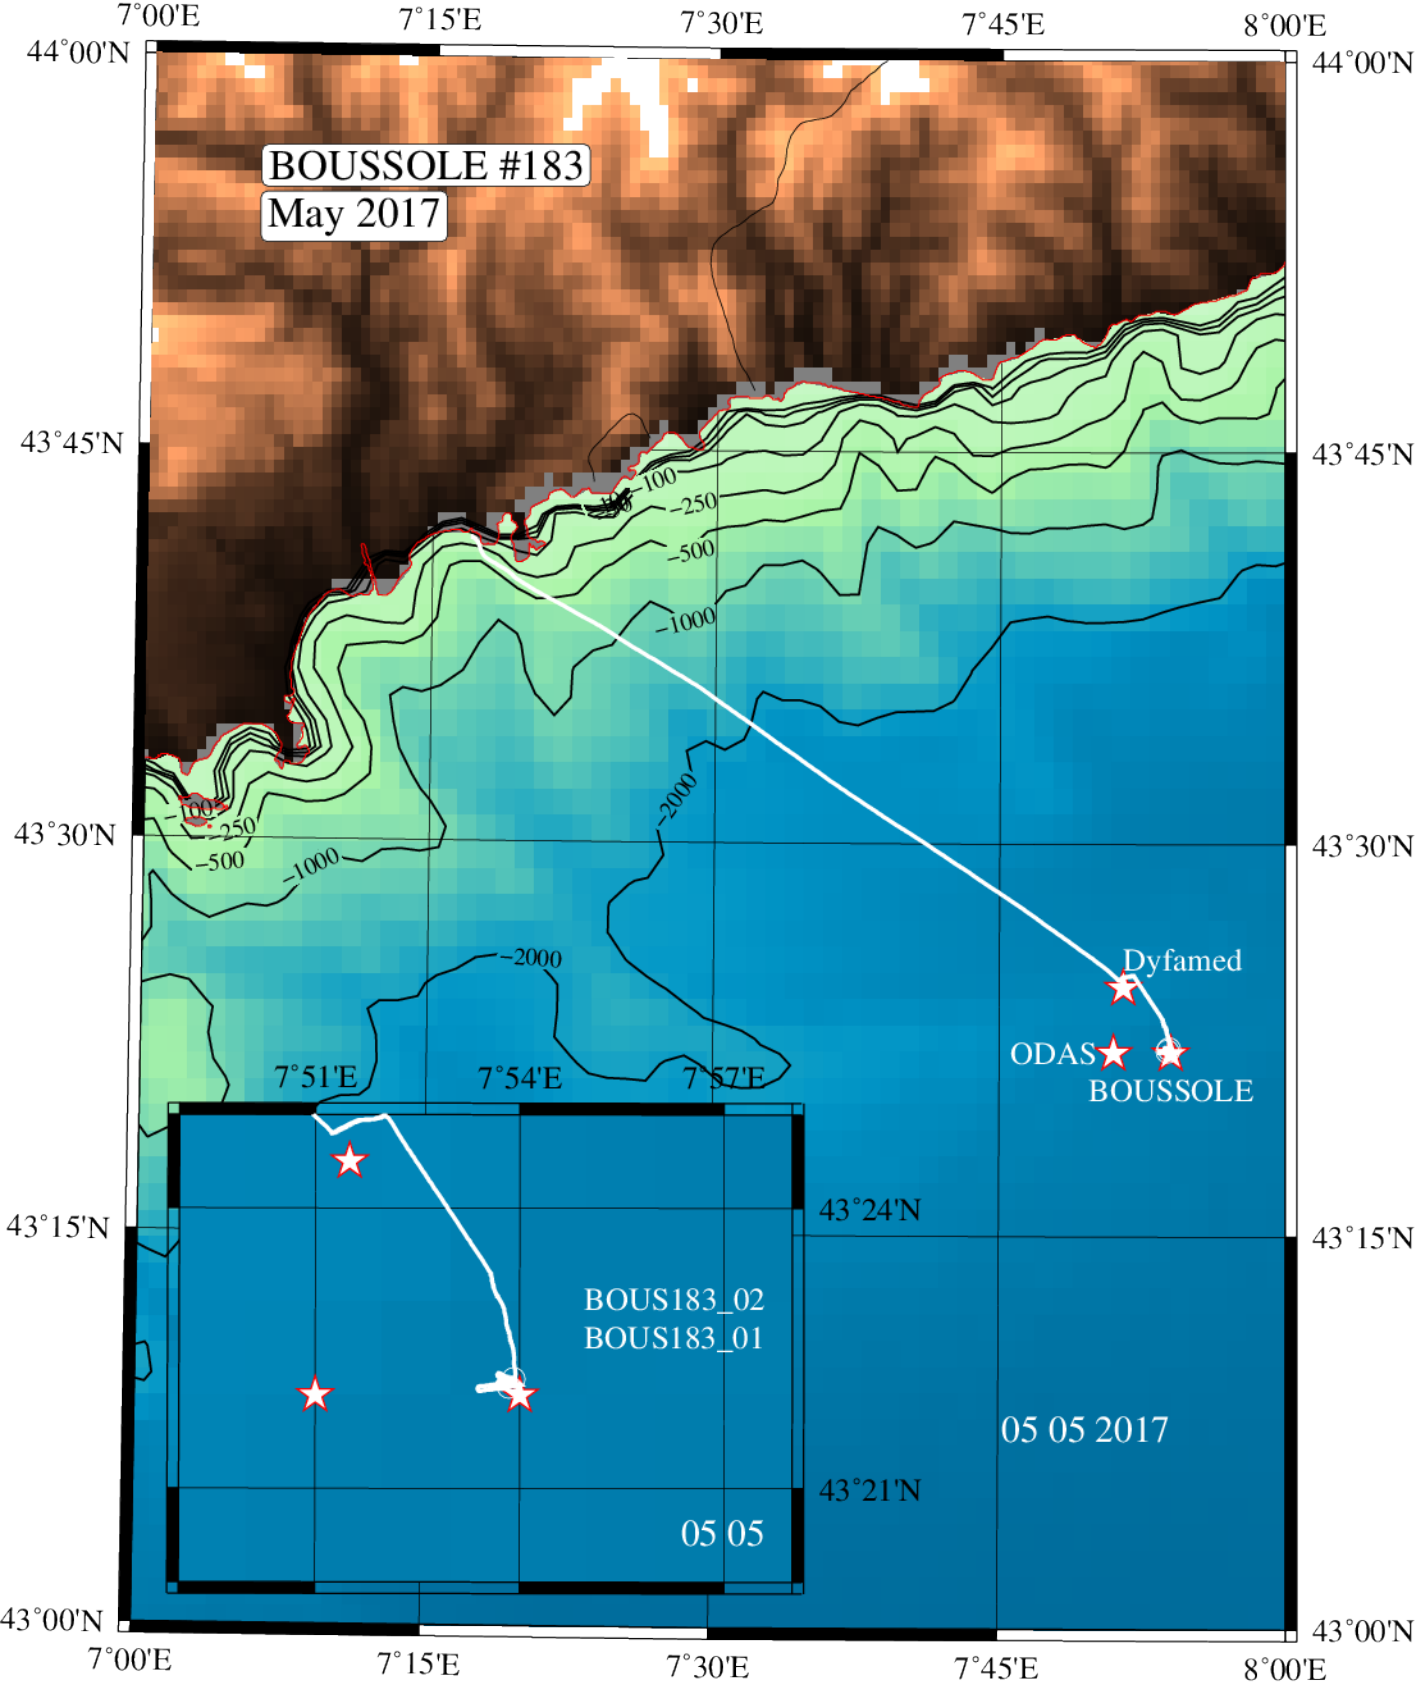 7°00'E 7°15'E 7°30'E 7°45'E 8°00'E
44°00'N 44°00'N
BOUSSOLE #183
May 2017
43°45'N 43°45'N
−100
−250
−500
−1000
−2000
−100
−250
−500
−1000
43°30'N 43°30'N
−2000
Dyfamed
ODAS
BOUSSOLE
7°51'E 7°54'E 7°57'E
43°24'N
43°15'N 43°15'N
BOUS183_02
BOUS183_01
05 05 2017
43°21'N
05 05
43°00'N 43°00'N
7°00'E 7°15'E 7°30'E 7°45'E 8°00'E